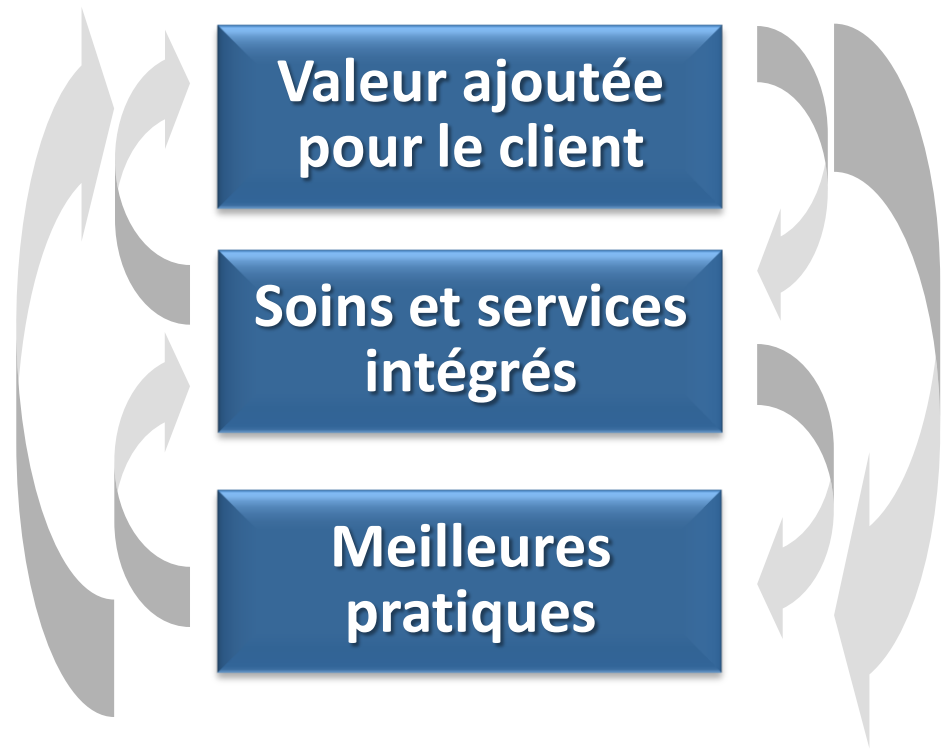 Valeur ajoutée
pour le client
Soins et services
intégrés
Meilleures
pratiques